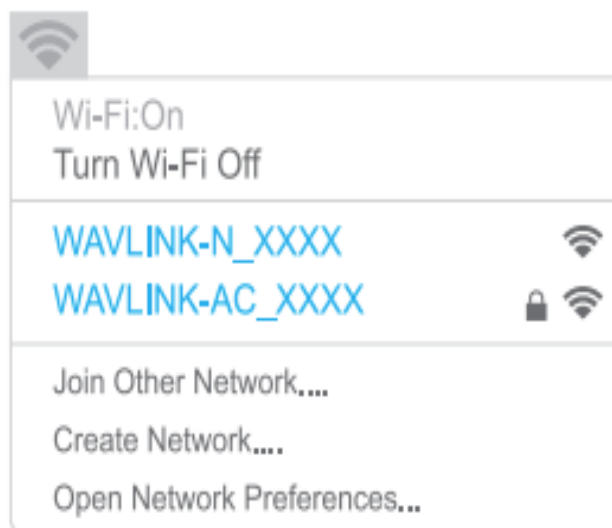 Wi-Fi:On
Turn Wi-Fi Off
WAVLINK-N_XXXX
WAVLINK-AC_XXXX
Join Other Network....
Create Network....
Open Network Preferences...